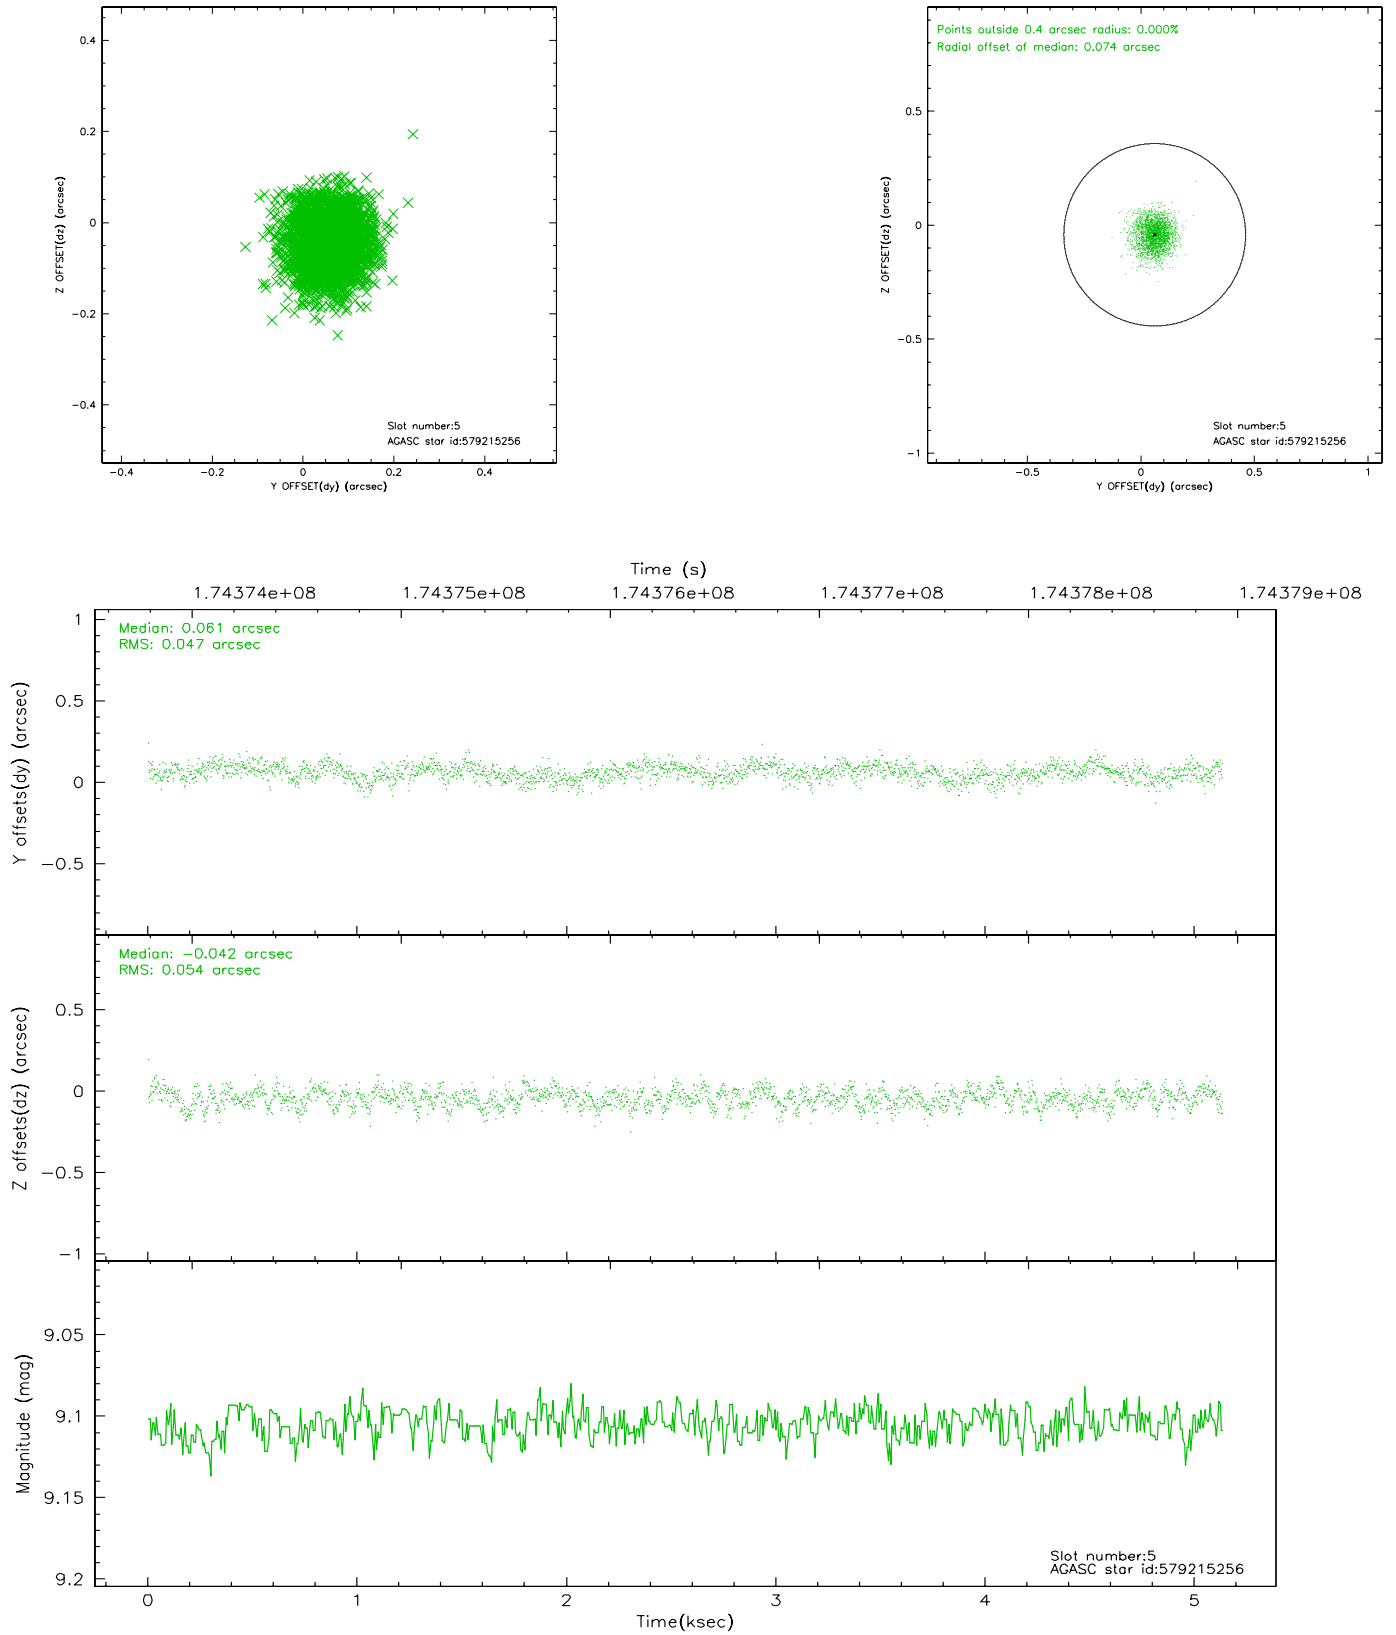 0.4
0.2
0
−0.2
−0.4
Z OFFSET(dz) (arcsec)
−0.4 −0.2 0 0.2 0.4
Y OFFSET(dy) (arcsec)
Slot number:5
AGASC star id:579215256
Points outside 0.4 arcsec radius: 0.000%
Radial offset of median: 0.074 arcsec
0.5
0
−0.5
−1
Z OFFSET(dz) (arcsec)
−0.5 0 0.5 1
Y OFFSET(dy) (arcsec)
Slot number:5
AGASC star id:579215256
Time (s)
1.74374e+08 1.74375e+08 1.74376e+08 1.74377e+08 1.74378e+08 1.74379e+08
Median: 0.061 arcsec
RMS: 0.047 arcsec
1
0.5
0
−0.5
Y offsets(dy) (arcsec)
Median: −0.042 arcsec
RMS: 0.054 arcsec
0.5
0
−0.5
−1
Z offsets(dz) (arcsec)
9.05
9.1
9.15
9.2
Magnitude (mag)
Slot number:5
AGASC star id:579215256
0 1 2 3 4 5
Time(ksec)